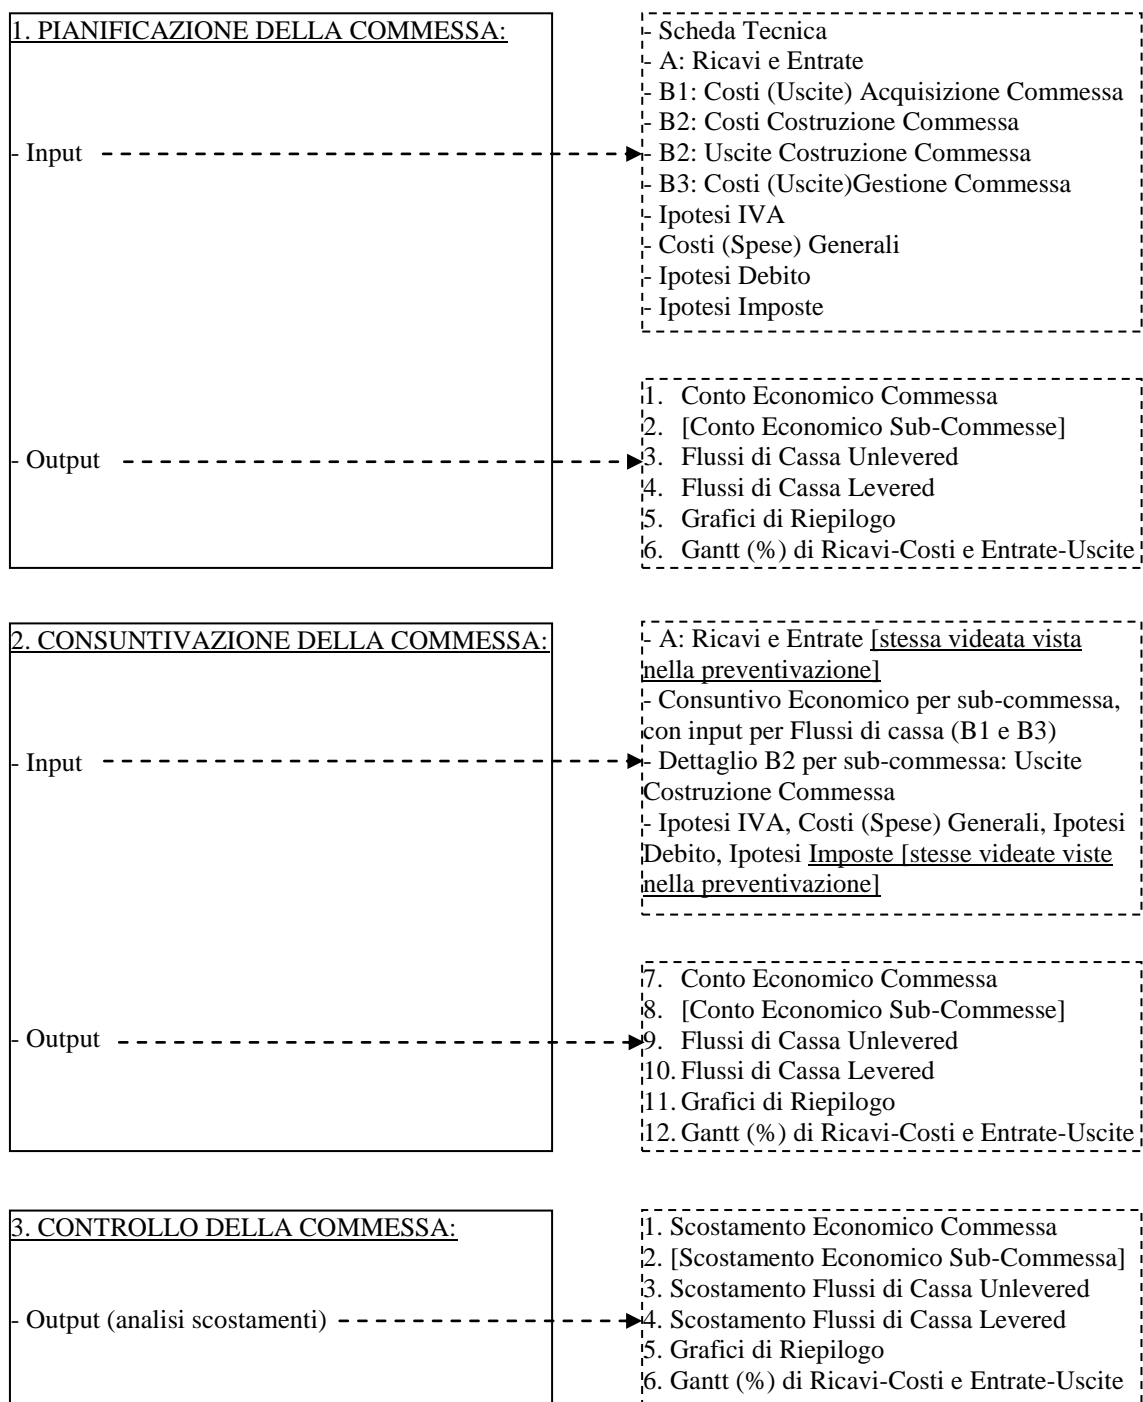 1. PIANIFICAZIONE DELLA COMMESSA:
- Input
- Scheda Tecnica
- A: Ricavi e Entrate
- B1: Costi (Uscite) Acquisizione Commessa
- B2: Costi Costruzione Commessa
- B2: Uscite Costruzione Commessa
- B3: Costi (Uscite)Gestione Commessa
- Ipotesi IVA
- Costi (Spese) Generali
- Ipotesi Debito
- Ipotesi Imposte
- Output
1. Conto Economico Commessa
2. [Conto Economico Sub-Commesse]
3. Flussi di Cassa Unlevered
4. Flussi di Cassa Levered
5. Grafici di Riepilogo
6. Gantt (%) di Ricavi-Costi e Entrate-Uscite
2. CONSUNTIVAZIONE DELLA COMMESSA:
- Input
- A: Ricavi e Entrate [stessa videata vista
nella preventivazione]
- Consuntivo Economico per sub-commessa,
con input per Flussi di cassa (B1 e B3)
- Dettaglio B2 per sub-commessa: Uscite
Costruzione Commessa
- Ipotesi IVA, Costi (Spese) Generali, Ipotesi
Debito, Ipotesi Imposte [stesse videate viste
nella preventivazione]
- Output
7. Conto Economico Commessa
8. [Conto Economico Sub-Commesse]
9. Flussi di Cassa Unlevered
10. Flussi di Cassa Levered
11. Grafici di Riepilogo
12. Gantt (%) di Ricavi-Costi e Entrate-Uscite
3. CONTROLLO DELLA COMMESSA:
- Output (analisi scostamenti)
1. Scostamento Economico Commessa
2. [Scostamento Economico Sub-Commessa]
3. Scostamento Flussi di Cassa Unlevered
4. Scostamento Flussi di Cassa Levered
5. Grafici di Riepilogo
6. Gantt (%) di Ricavi-Costi e Entrate-Uscite